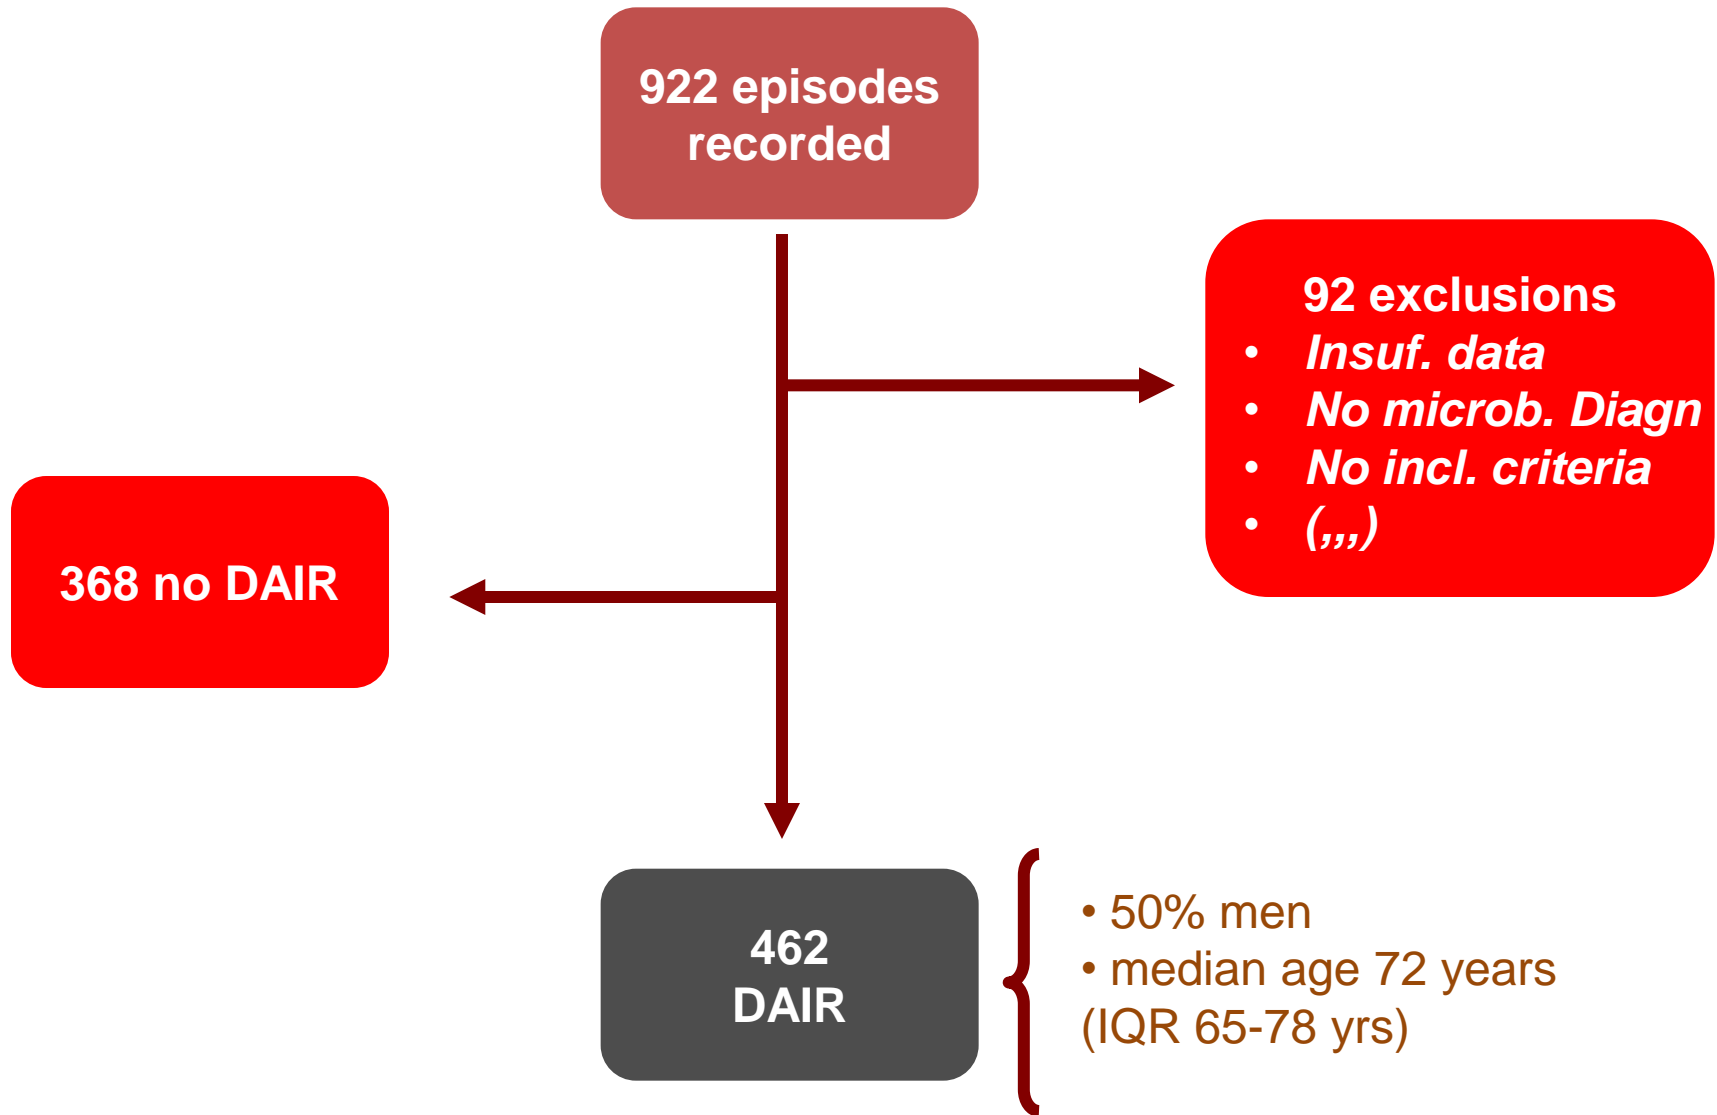 922 episodes
recorded
92 exclusions
• Insuf. data
• No microb. Diagn
• No incl. criteria
• (,,,)
368 no DAIR
462
DAIR
• 50% men
• median age 72 years
(IQR 65-78 yrs)